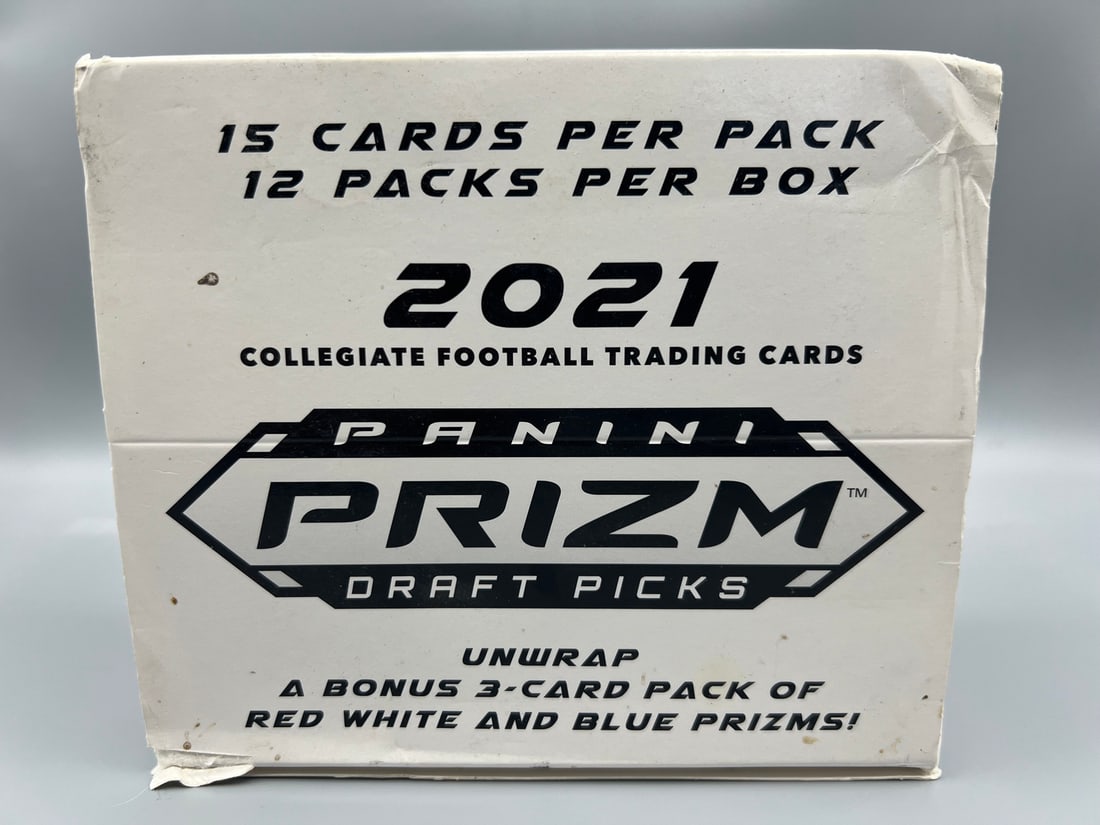 15 CARDS PER PACK
12 PACKS PER BOX
2021
COLLEGIATE FOOTBALL TRADING CARDS
PANINI
PRIZM™
DRAFT PICKS
UNWRAP
A BONUS 3-CARD PACK OF
RED WHITE AND BLUE PRIZMS!